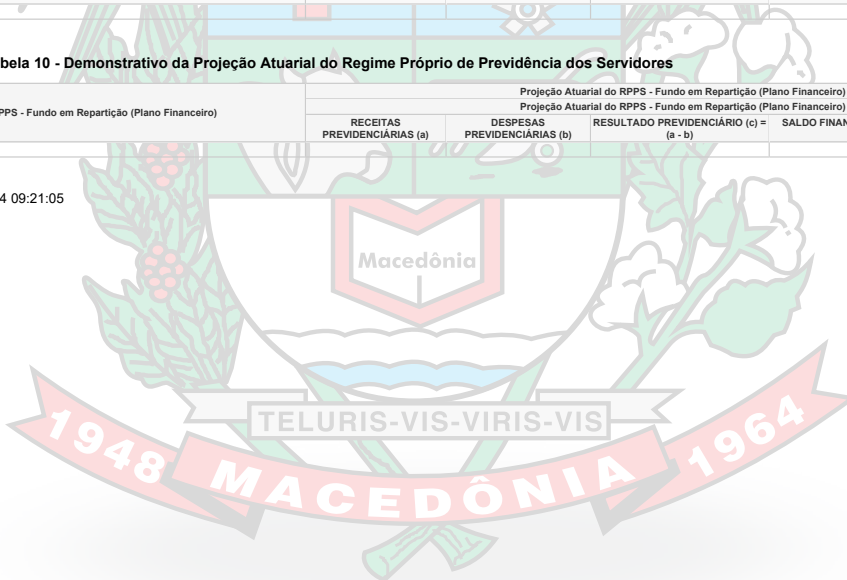 bela 10 - Demonstrativo da Projeção Atuarial do Regime Próprio de Previdência dos Servidores
PPS - Fundo em Repartição (Plano Financeiro)
Projeção Atuarial do RPPS - Fundo em Repartição (Plano Financeiro)
Projeção Atuarial do RPPS - Fundo em Repartição (Plano Financeiro)
RECEITAS PREVIDENCIÁRIAS (a)
DESPESAS PREVIDENCIÁRIAS (b)
RESULTADO PREVIDENCIÁRIO (c) = (a - b)
SALDO FINAN
4 09:21:05
Macedônia
TELURIS-VIS-VIRIS-VIS
1948 MACEDÔNIA 1964